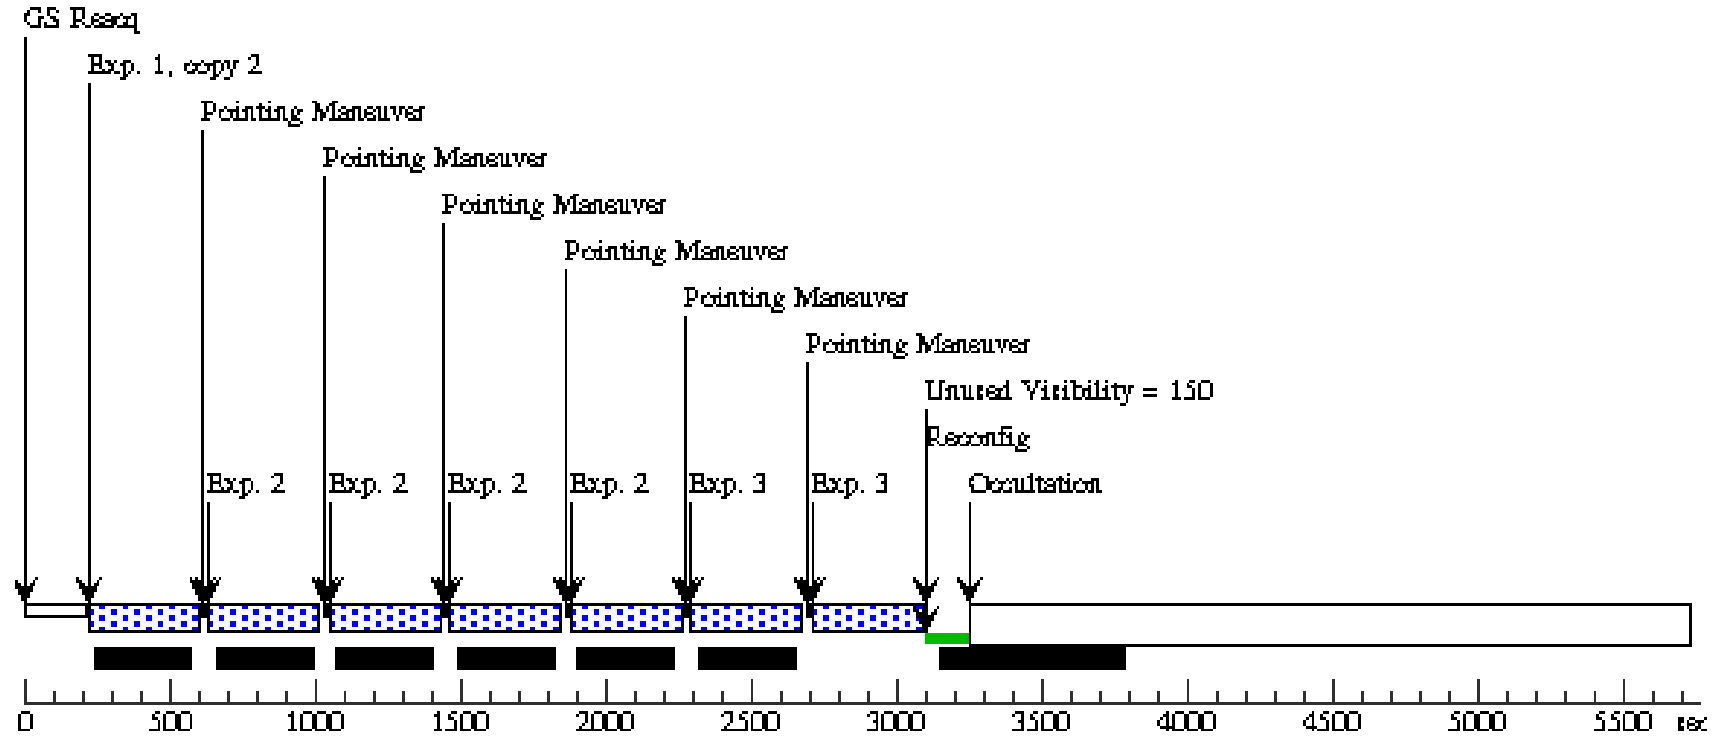 GS Reacq
Exp. 1, copy 2
Pointing Maneuver
Pointing Maneuver
Pointing Maneuver
Pointing Maneuver
Pointing Maneuver
Pointing Maneuver
Unused Visibility = 150
Reconfig
Exp. 2 Exp. 2 Exp. 2 Exp. 2 Exp. 3 Exp. 3 Occultation
0 500 1000 1500 2000 2500 3000 3500 4000 4500 5000 5500 sec